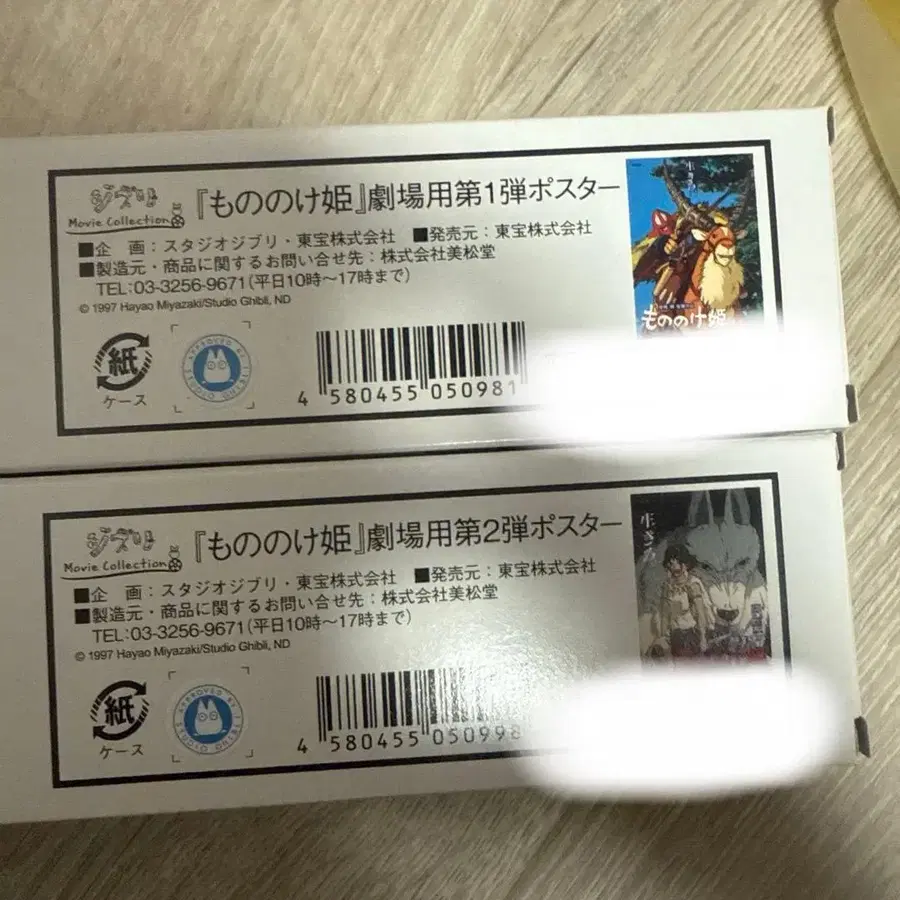 ジブリ
Movie Collection
『もののけ姫』劇場用第1弾ポスター
■企　画：スタジオジブリ・東宝株式会社　■発売元：東宝株式会社
■製造元・商品に関するお問い合せ先：株式会社美松堂
TEL:03-3256-9671(平日10時～17時まで)
© 1997 Hayao Miyazaki/Studio Ghibli, ND
紙
ケース
APPROVED BY
STUDIO GHIBLI
4 580455 050981
もののけ姫
ジブリ
Movie Collection
『もののけ姫』劇場用第2弾ポスター
■企　画：スタジオジブリ・東宝株式会社　■発売元：東宝株式会社
■製造元・商品に関するお問い合せ先：株式会社美松堂
TEL:03-3256-9671(平日10時～17時まで)
© 1997 Hayao Miyazaki/Studio Ghibli, ND
紙
ケース
APPROVED BY
STUDIO GHIBLI
4 580455 050998